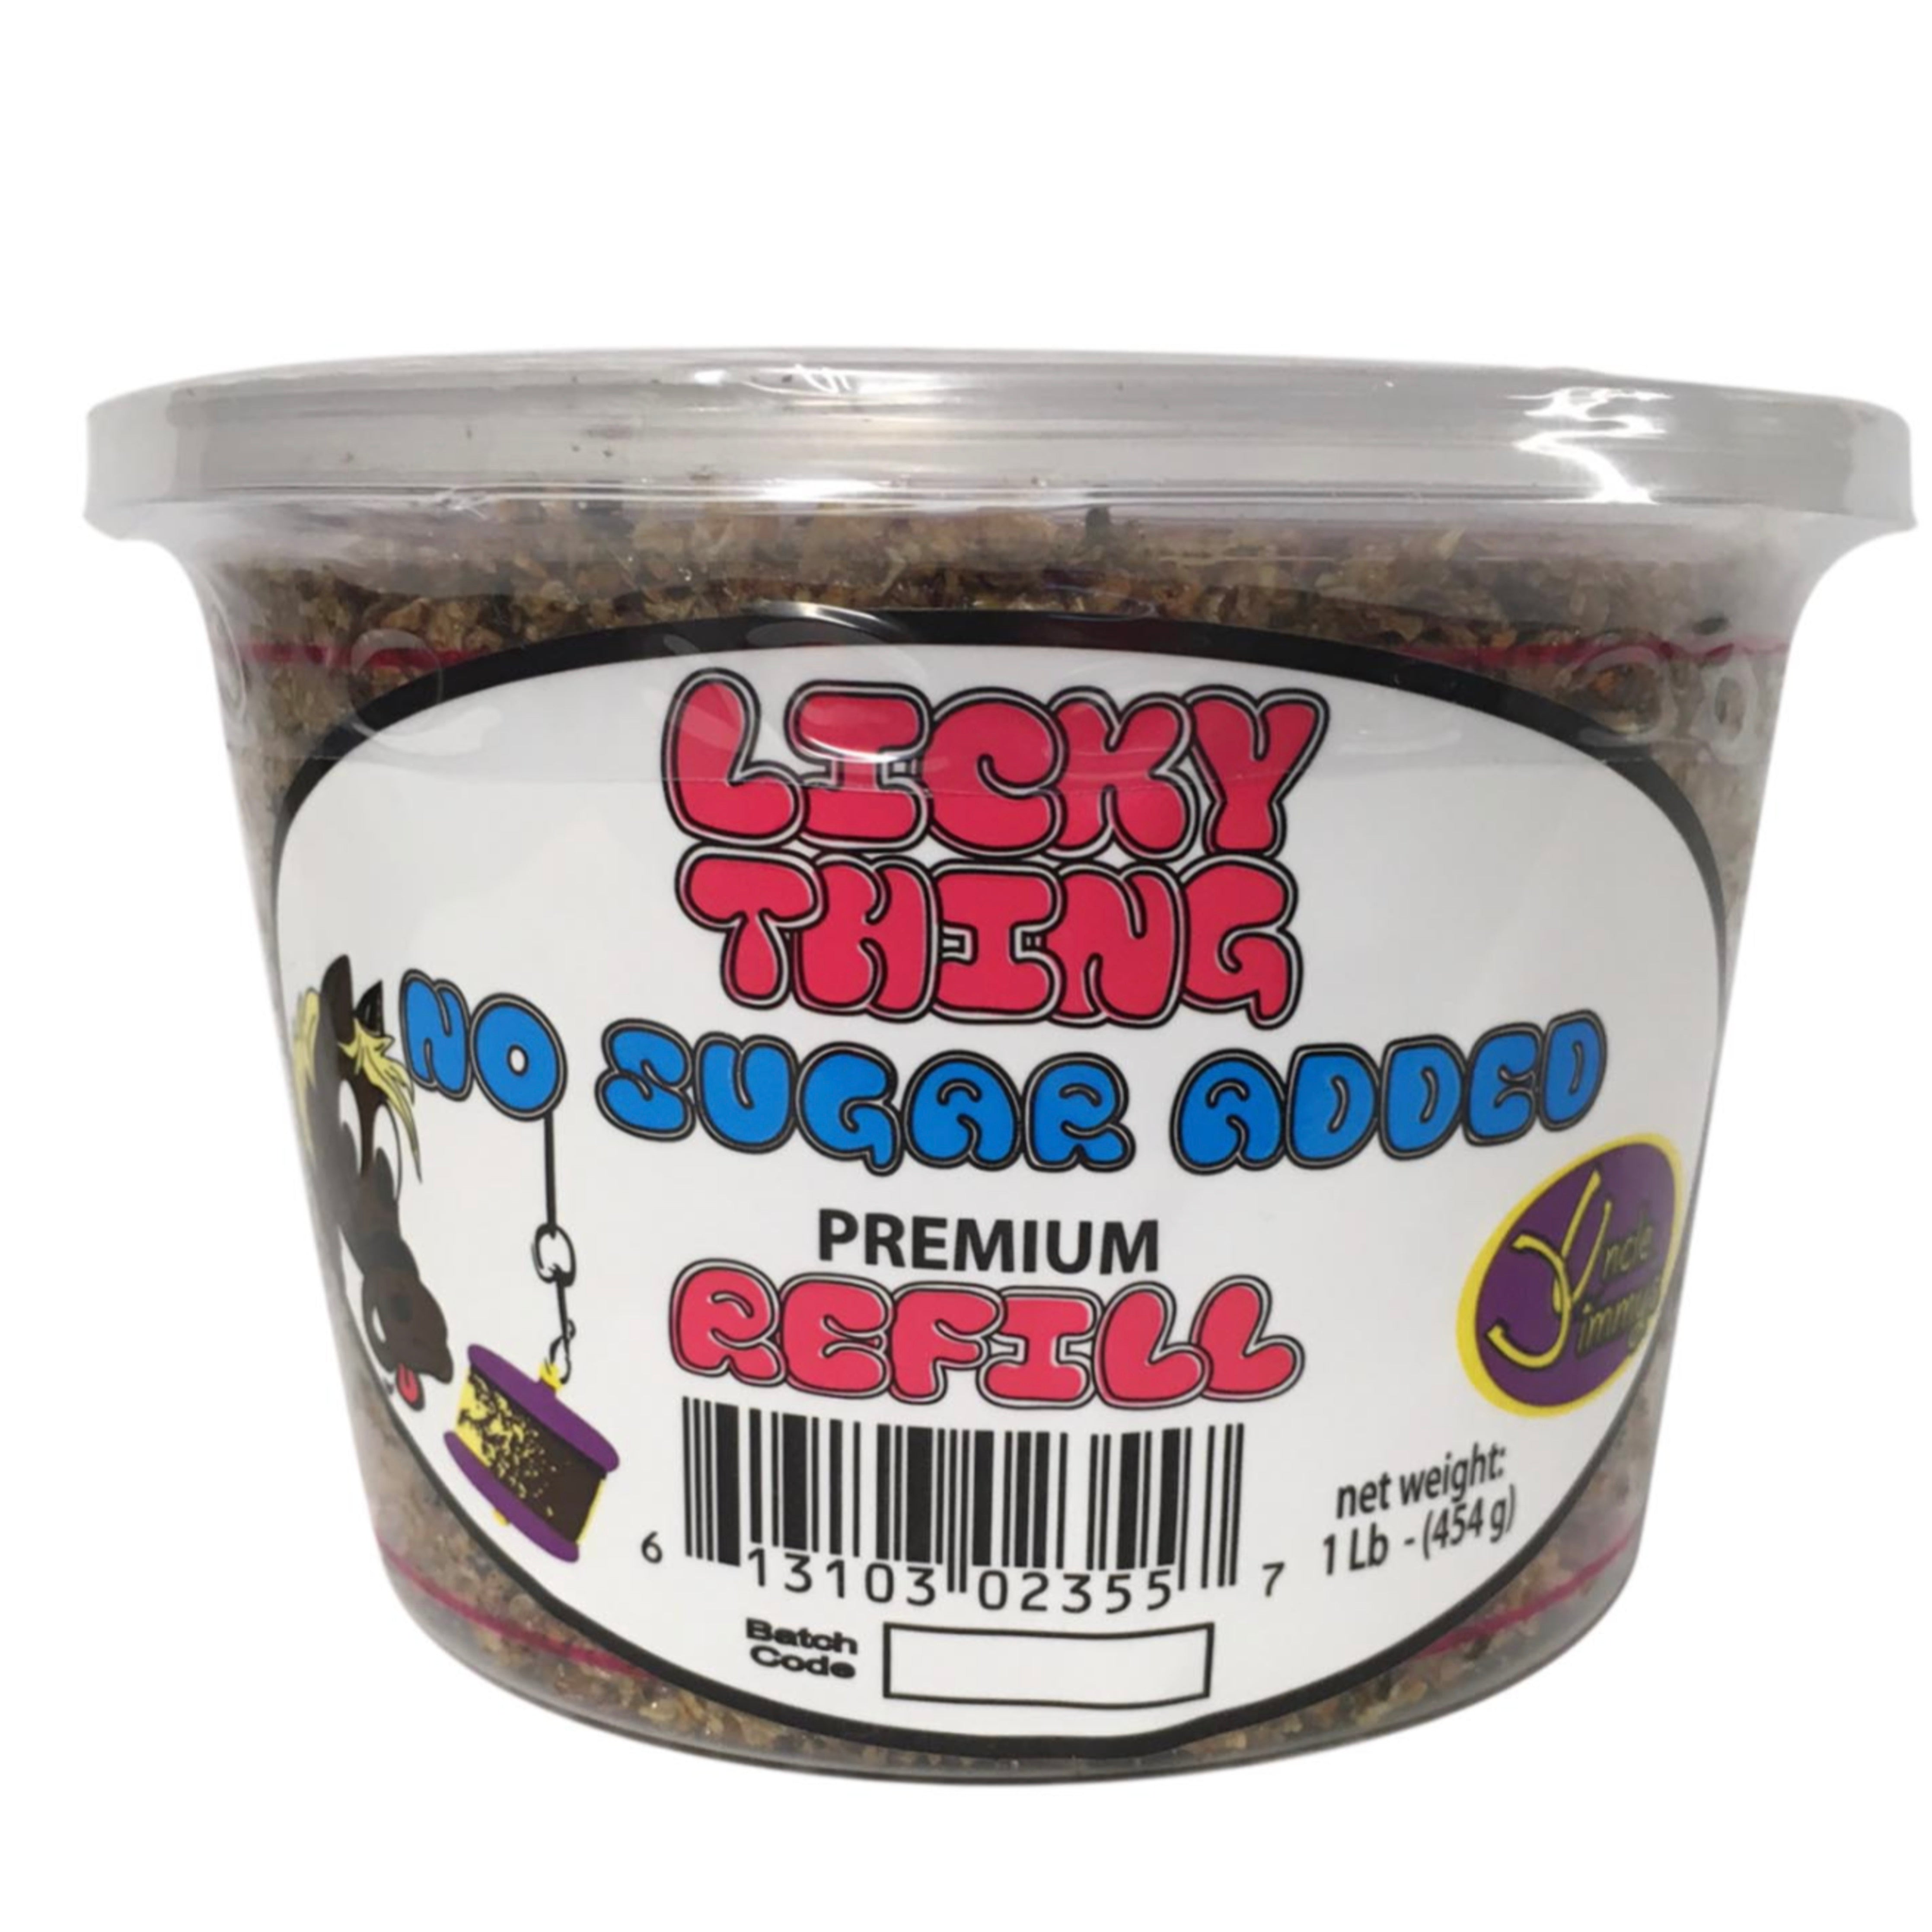 LICKY
THING
NO SUGAR ADDED
PREMIUM
REFILL
Uncle
Jimmy's
net weight:
1 Lb - (454 g)
6 13103 02355 7
Batch
Code